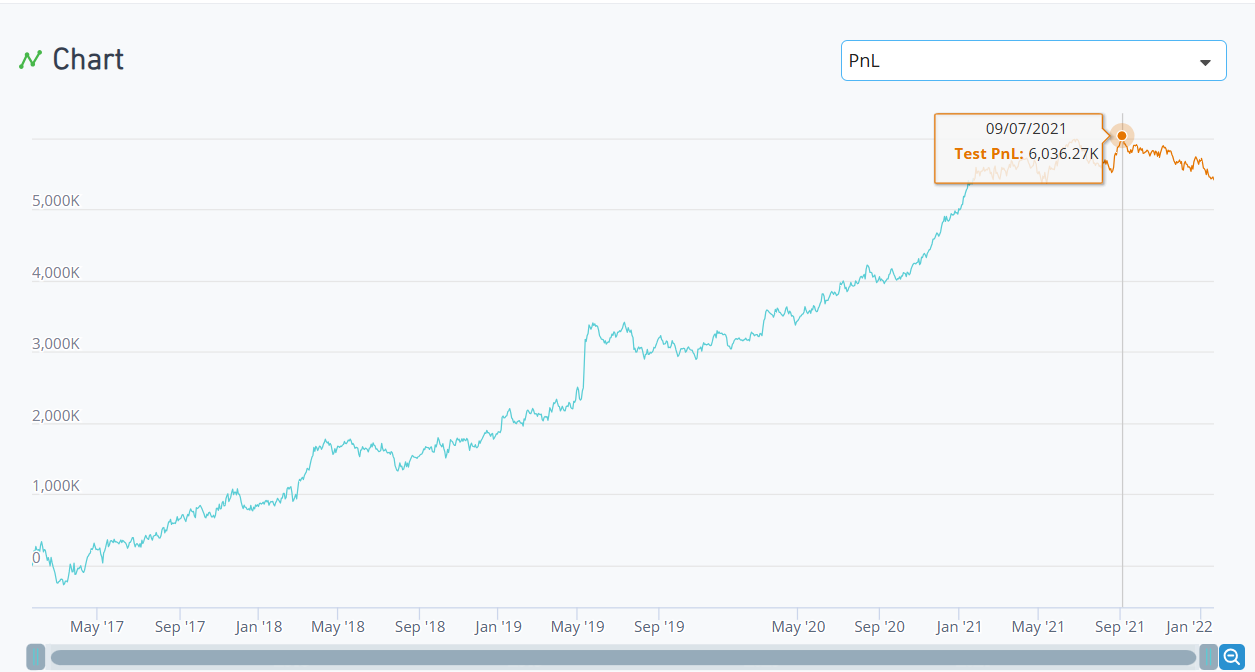 Chart
PnL
09/07/2021
Test PnL: 6,036.27K
5,000K
4,000K
3,000K
2,000K
1,000K
0
May '17 Sep '17 Jan '18 May '18 Sep '18 Jan '19 May '19 Sep '19 May '20 Sep '20 Jan '21 May '21 Sep '21 Jan '22